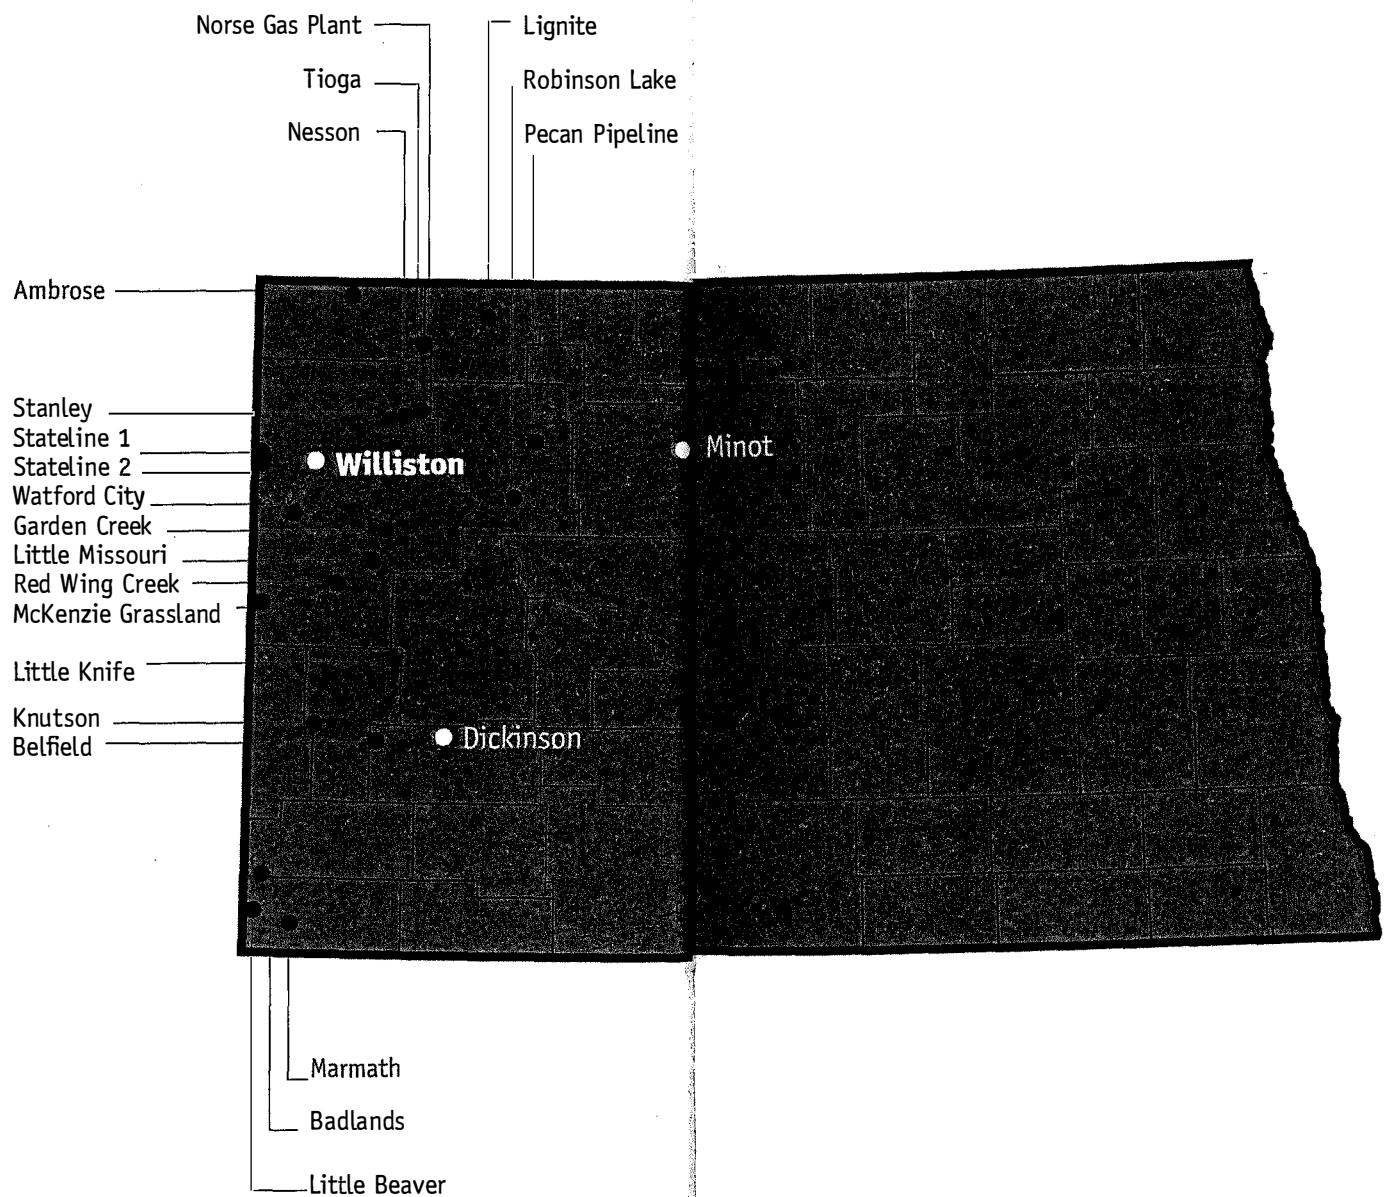 Norse Gas Plant
Lignite
Tioga
Robinson Lake
Nesson
Pecan Pipeline
Ambrose
Stanley
Stateline 1
Stateline 2
Watford City
Garden Creek
Little Missouri
Red Wing Creek
McKenzie Grassland
Little Knife
Knutson
Belfield
Williston
Minot
Dickinson
Marmath
Badlands
Little Beaver